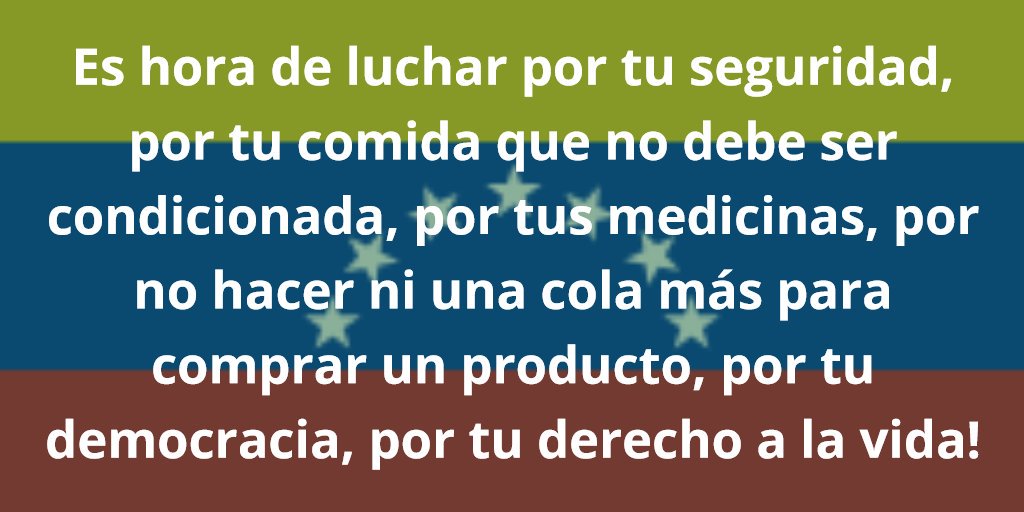 Es hora de luchar por tu seguridad,
por tu comida que no debe ser
condicionada, por tus medicinas, por
no hacer ni una cola más para
comprar un producto, por tu
democracia, por tu derecho a la vida!